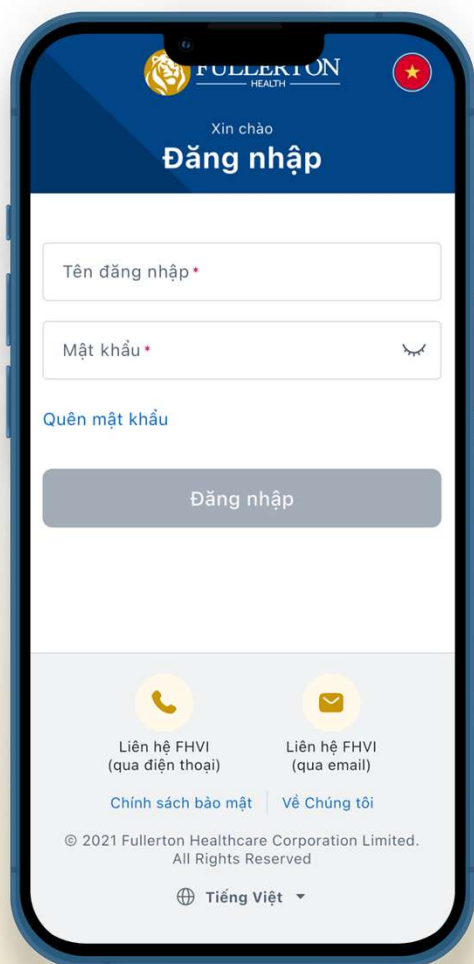 FULLERTON
HEALTH
Xin chào
Đăng nhập
Tên đăng nhập *
Mật khẩu *
Quên mật khẩu
Đăng nhập
Liên hệ FHVI
(qua điện thoại)
Liên hệ FHVI
(qua email)
Chính sách bảo mật
Về Chúng tôi
© 2021 Fullerton Healthcare Corporation Limited.
All Rights Reserved
Tiếng Việt